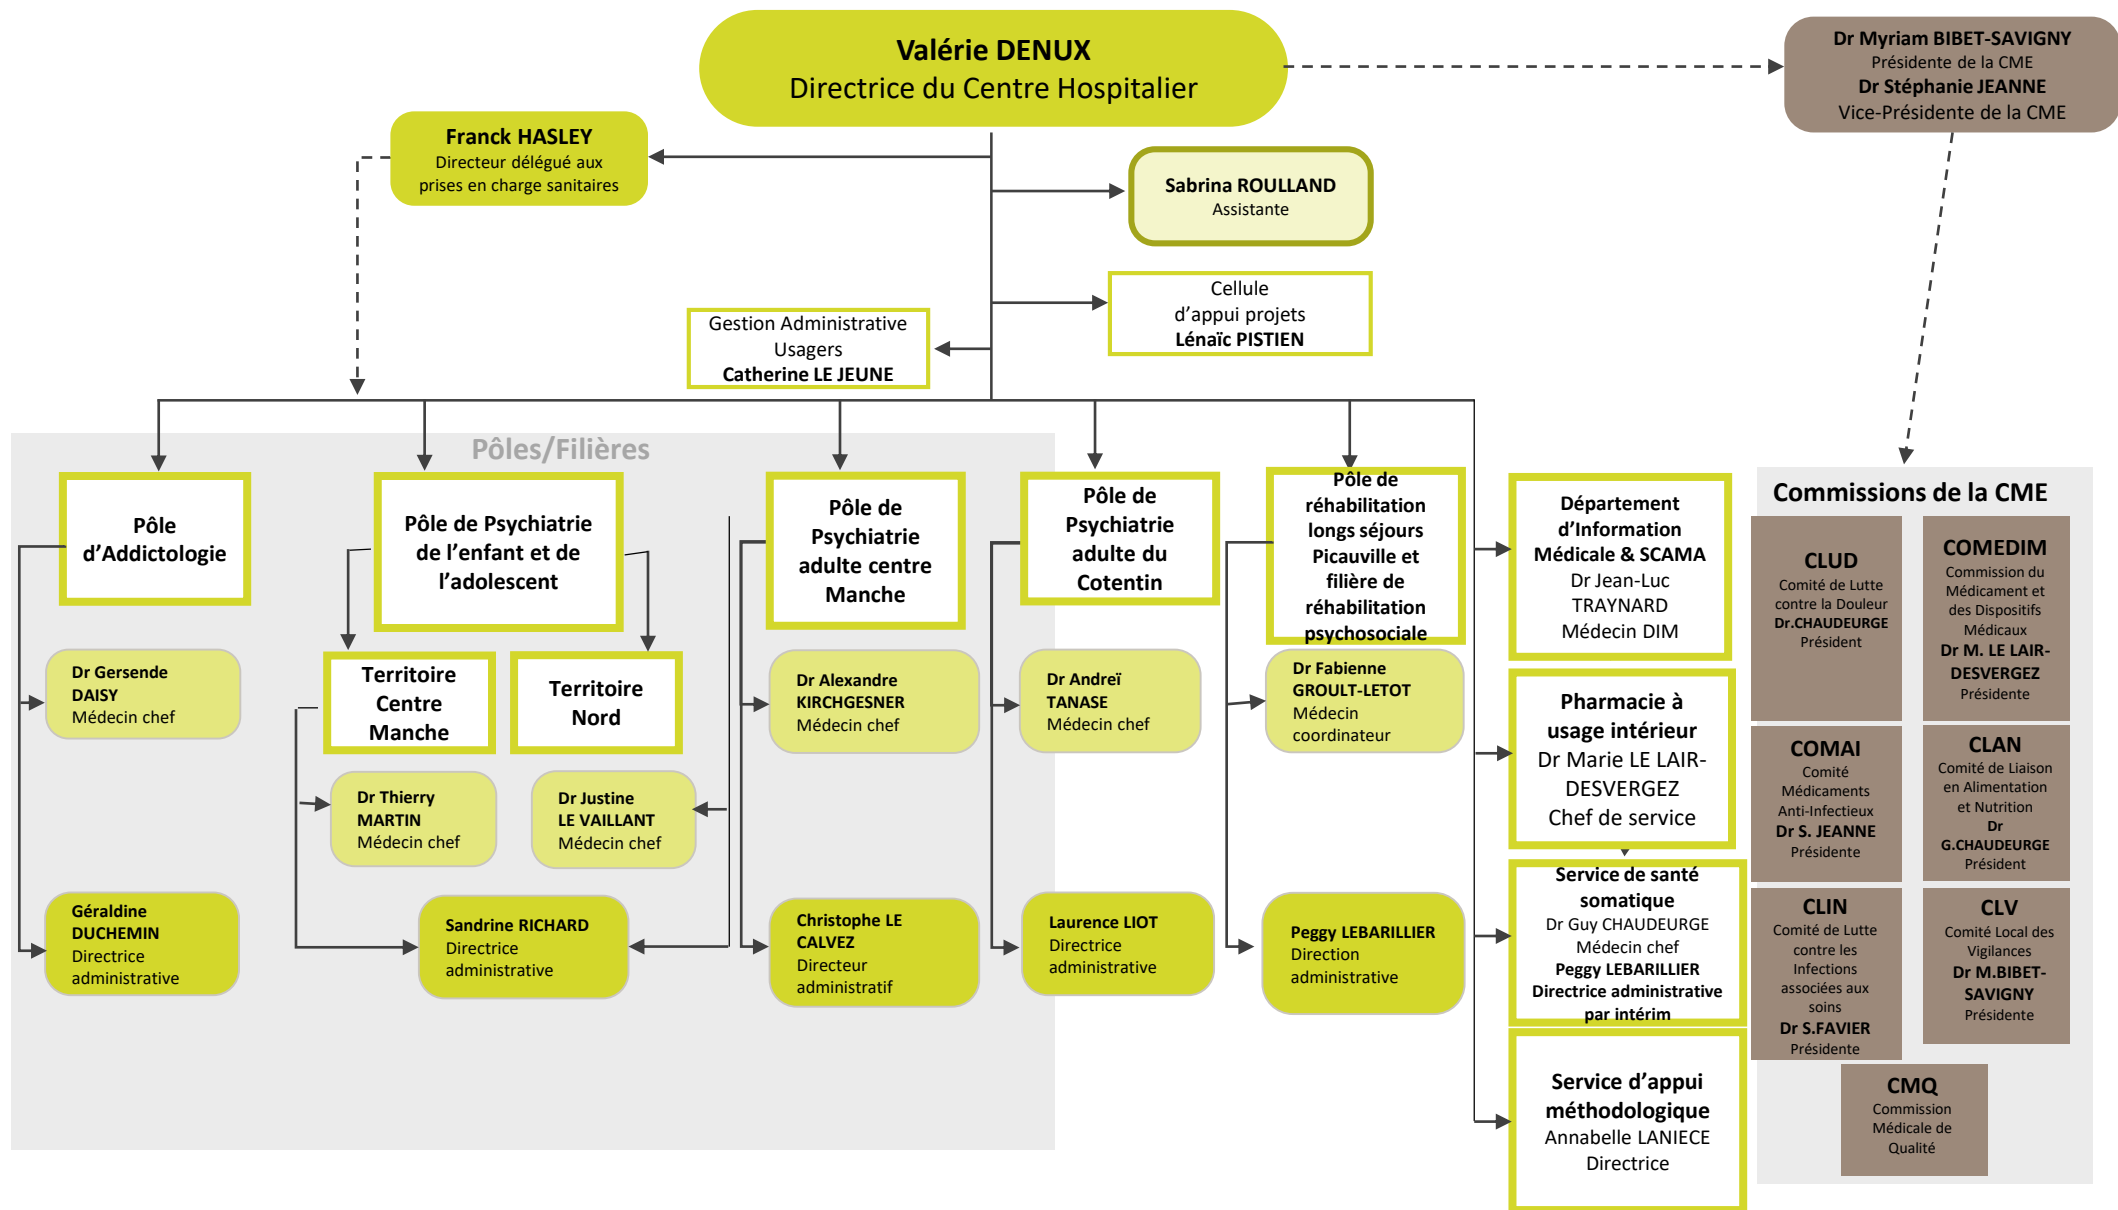 Valérie DENUX
Directrice du Centre Hospitalier
Dr Myriam BIBET-SAVIGNY
Présidente de la CME
Dr Stéphanie JEANNE
Vice-Présidente de la CME
Franck HASLEY
Directeur délégué aux
prises en charge sanitaires
Sabrina ROULLAND
Assistante
Cellule
d'appui projets
Lénaïc PISTIEN
Gestion Administrative
Usagers
Catherine LE JEUNE
Pôles/Filières
Pôle
d'Addictologie
Pôle de Psychiatrie
de l'enfant et de
l'adolescent
Pôle de
Psychiatrie
adulte centre
Manche
Pôle de
Psychiatrie
adulte du
Cotentin
Pôle de
réhabilitation
longs séjours
Picauville et
filière de
réhabilitation
psychosociale
Territoire
Centre
Manche
Territoire
Nord
Dr Gersende
DAISY
Médecin chef
Dr Thierry
MARTIN
Médecin chef
Dr Justine
LE VAILLANT
Médecin chef
Dr Alexandre
KIRCHGESNER
Médecin chef
Dr Andreï
TANASE
Médecin chef
Dr Fabienne
GROULT-LETOT
Médecin
coordinateur
Géraldine
DUCHEMIN
Directrice
administrative
Sandrine RICHARD
Directrice
administrative
Christophe LE
CALVEZ
Directeur
administratif
Laurence LIOT
Directrice
administrative
Peggy LEBARILLIER
Direction
administrative
Département
d'Information
Médicale & SCAMA
Dr Jean-Luc
TRAYNARD
Médecin DIM
Pharmacie à
usage intérieur
Dr Marie LE LAIR-
DESVERGEZ
Chef de service
Service de santé
somatique
Dr Guy CHAUDEURGE
Médecin chef
Peggy LEBARILLIER
Directrice administrative
par intérim
Service d'appui
méthodologique
Annabelle LANIECE
Directrice
Commissions de la CME
CLUD
Comité de Lutte
contre la Douleur
Dr.CHAUDEURGE
Président
COMEDIM
Commission du
Médicament et
des Dispositifs
Médicaux
Dr M. LE LAIR-
DESVERGEZ
Présidente
COMAI
Comité
Médicaments
Anti-Infectieux
Dr S. JEANNE
Présidente
CLAN
Comité de Liaison
en Alimentation
et Nutrition
Dr
G.CHAUDEURGE
Président
CLIN
Comité de Lutte
contre les
Infections
associées aux
soins
Dr S.FAVIER
Présidente
CLV
Comité Local des
Vigilances
Dr M.BIBET-
SAVIGNY
Présidente
CMQ
Commission
Médicale de
Qualité